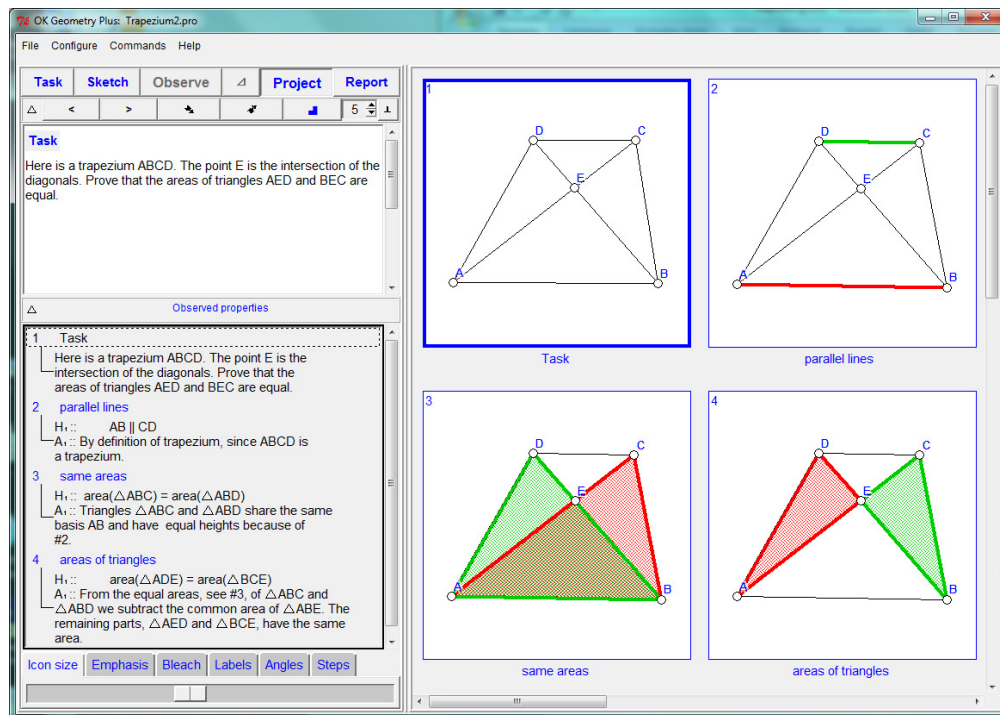 OK Geometry Plus: Trapezium2.pro
File Configure Commands Help
Task Sketch Observe ⊿ Project Report
△ < > 5
Task
Here is a trapezium ABCD. The point E is the intersection of the
diagonals. Prove that the areas of triangles AED and BEC are
equal.
△ Observed properties
1 Task
Here is a trapezium ABCD. The point E is the
intersection of the diagonals. Prove that the
areas of triangles AED and BEC are equal.
2 parallel lines
H₁ :: AB || CD
A₁ :: By definition of trapezium, since ABCD is
a trapezium.
3 same areas
H₁ :: area(△ABC) = area(△ABD)
A₁ :: Triangles △ABC and △ABD share the same
basis AB and have equal heights because of
#2.
4 areas of triangles
H₁ :: area(△ADE) = area(△BCE)
A₁ :: From the equal areas, see #3, of △ABC and
△ABD we subtract the common area of △ABE. The
remaining parts, △AED and △BCE, have the same
area.
Icon size Emphasis Bleach Labels Angles Steps
1
D C
E
A B
Task
2
D C
E
A B
parallel lines
3
D C
E
A B
same areas
4
D C
E
A B
areas of triangles